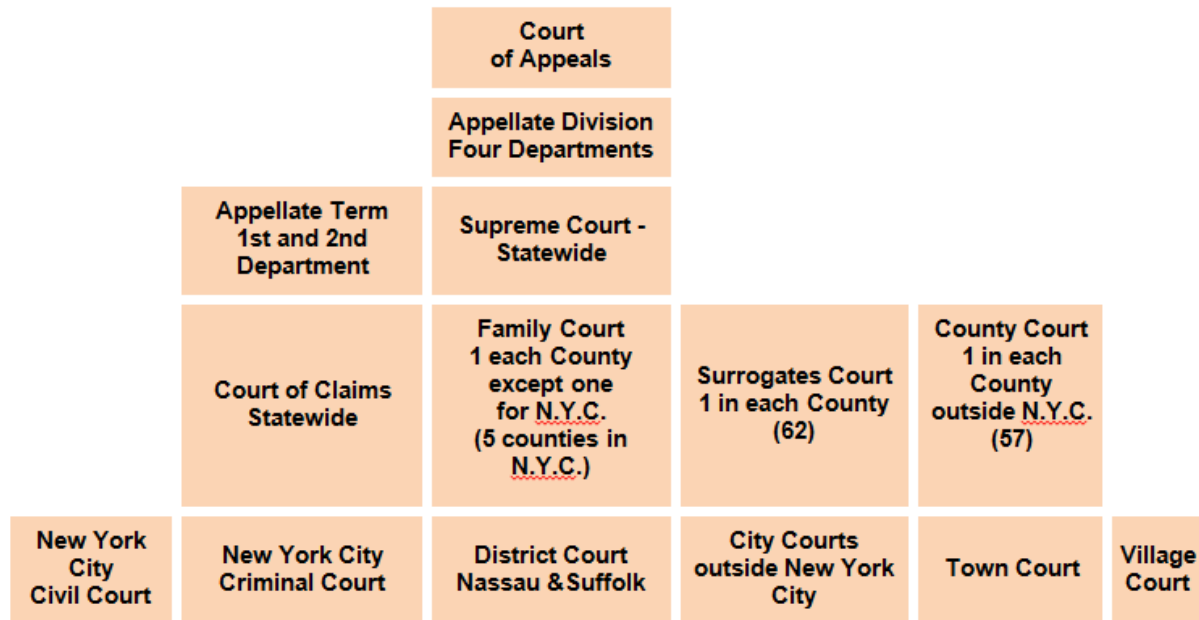 Court
of Appeals
Appellate Division
Four Departments
Appellate Term
1st and 2nd
Department
Supreme Court -
Statewide
Court of Claims
Statewide
Family Court
1 each County
except one
for N.Y.C.
(5 counties in
N.Y.C.)
Surrogates Court
1 in each County
(62)
County Court
1 in each
County
outside N.Y.C.
(57)
New York
City
Civil Court
New York City
Criminal Court
District Court
Nassau & Suffolk
City Courts
outside New York
City
Town Court
Village
Court